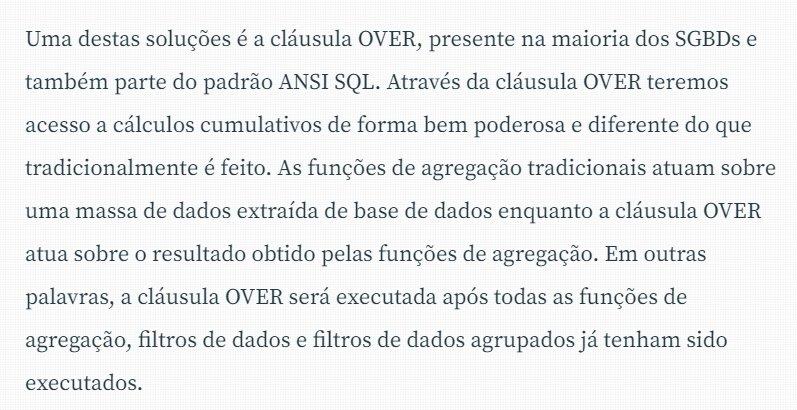 Uma destas soluções é a cláusula OVER, presente na maioria dos SGBDs e
também parte do padrão ANSI SQL. Através da cláusula OVER teremos
acesso a cálculos cumulativos de forma bem poderosa e diferente do que
tradicionalmente é feito. As funções de agregação tradicionais atuam sobre
uma massa de dados extraída de base de dados enquanto a cláusula OVER
atua sobre o resultado obtido pelas funções de agregação. Em outras
palavras, a cláusula OVER será executada após todas as funções de
agregação, filtros de dados e filtros de dados agrupados já tenham sido
executados.